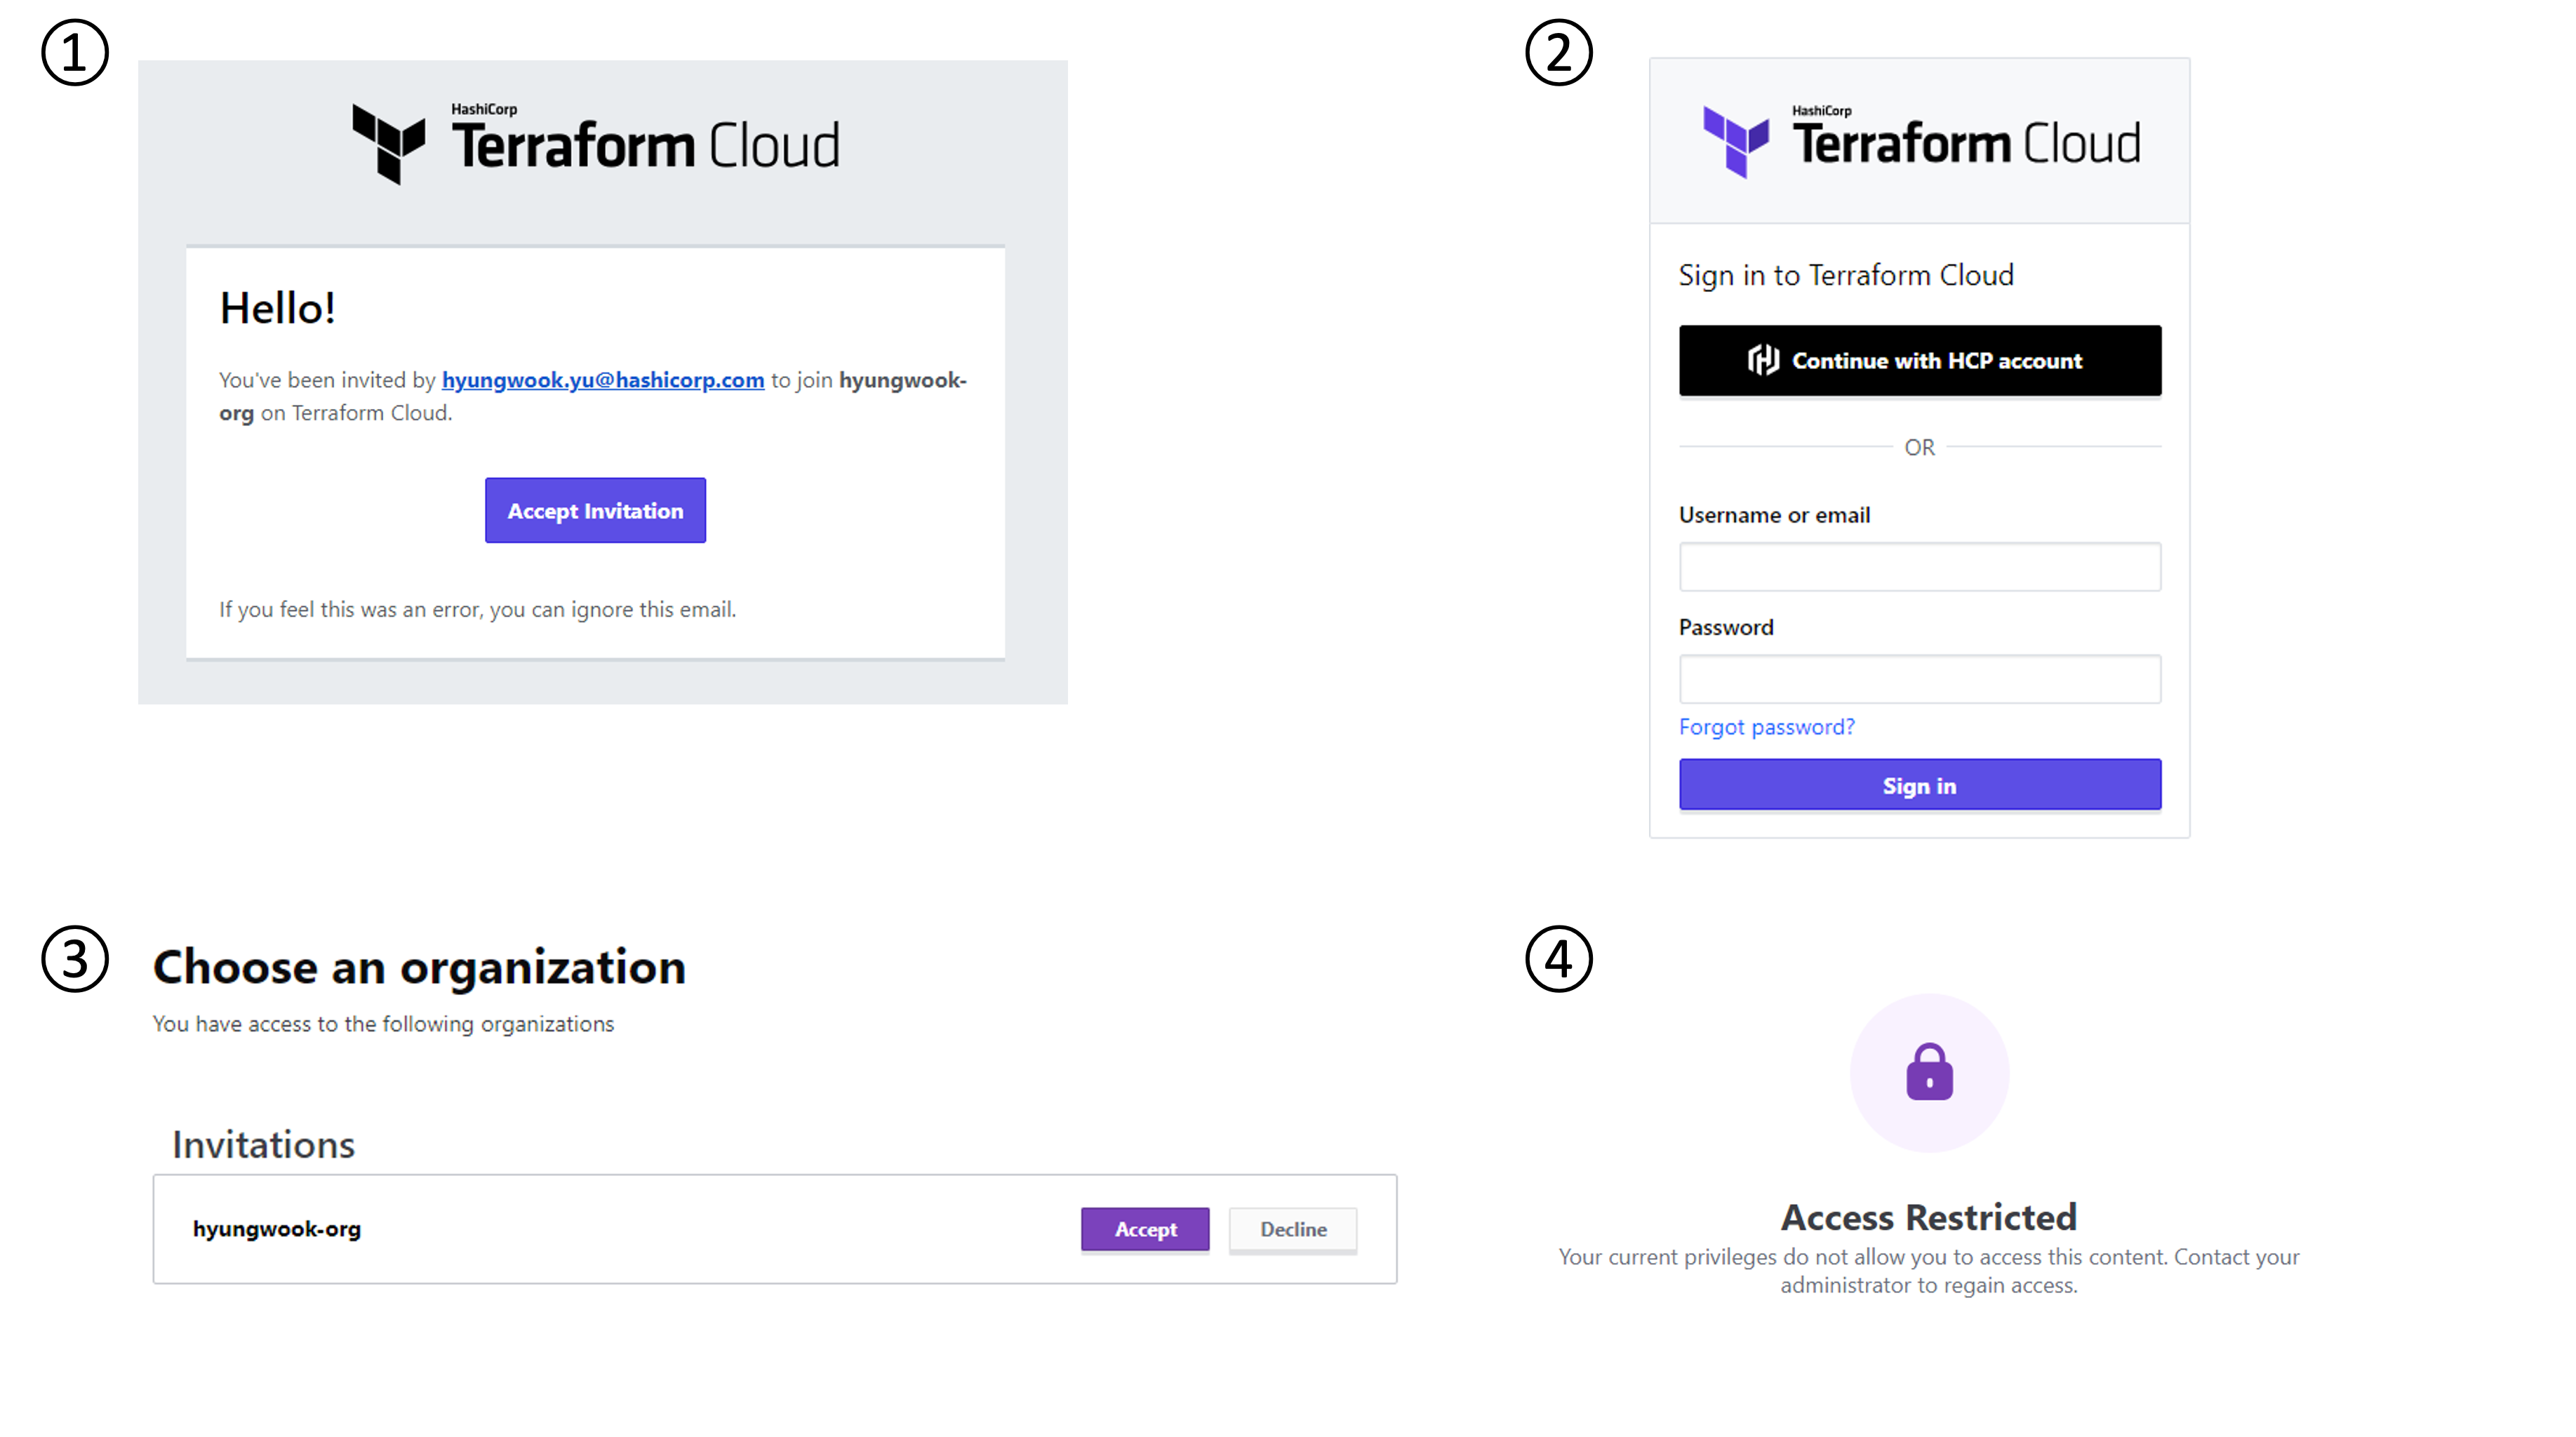 ①
HashiCorp
Terraform Cloud
Hello!
You've been invited by hyungwook.yu@hashicorp.com to join hyungwook-
org on Terraform Cloud.
Accept Invitation
If you feel this was an error, you can ignore this email.
②
HashiCorp
Terraform Cloud
Sign in to Terraform Cloud
Continue with HCP account
OR
Username or email
Password
Forgot password?
Sign in
③
Choose an organization
You have access to the following organizations
Invitations
hyungwook-org Accept Decline
④
Access Restricted
Your current privileges do not allow you to access this content. Contact your
administrator to regain access.